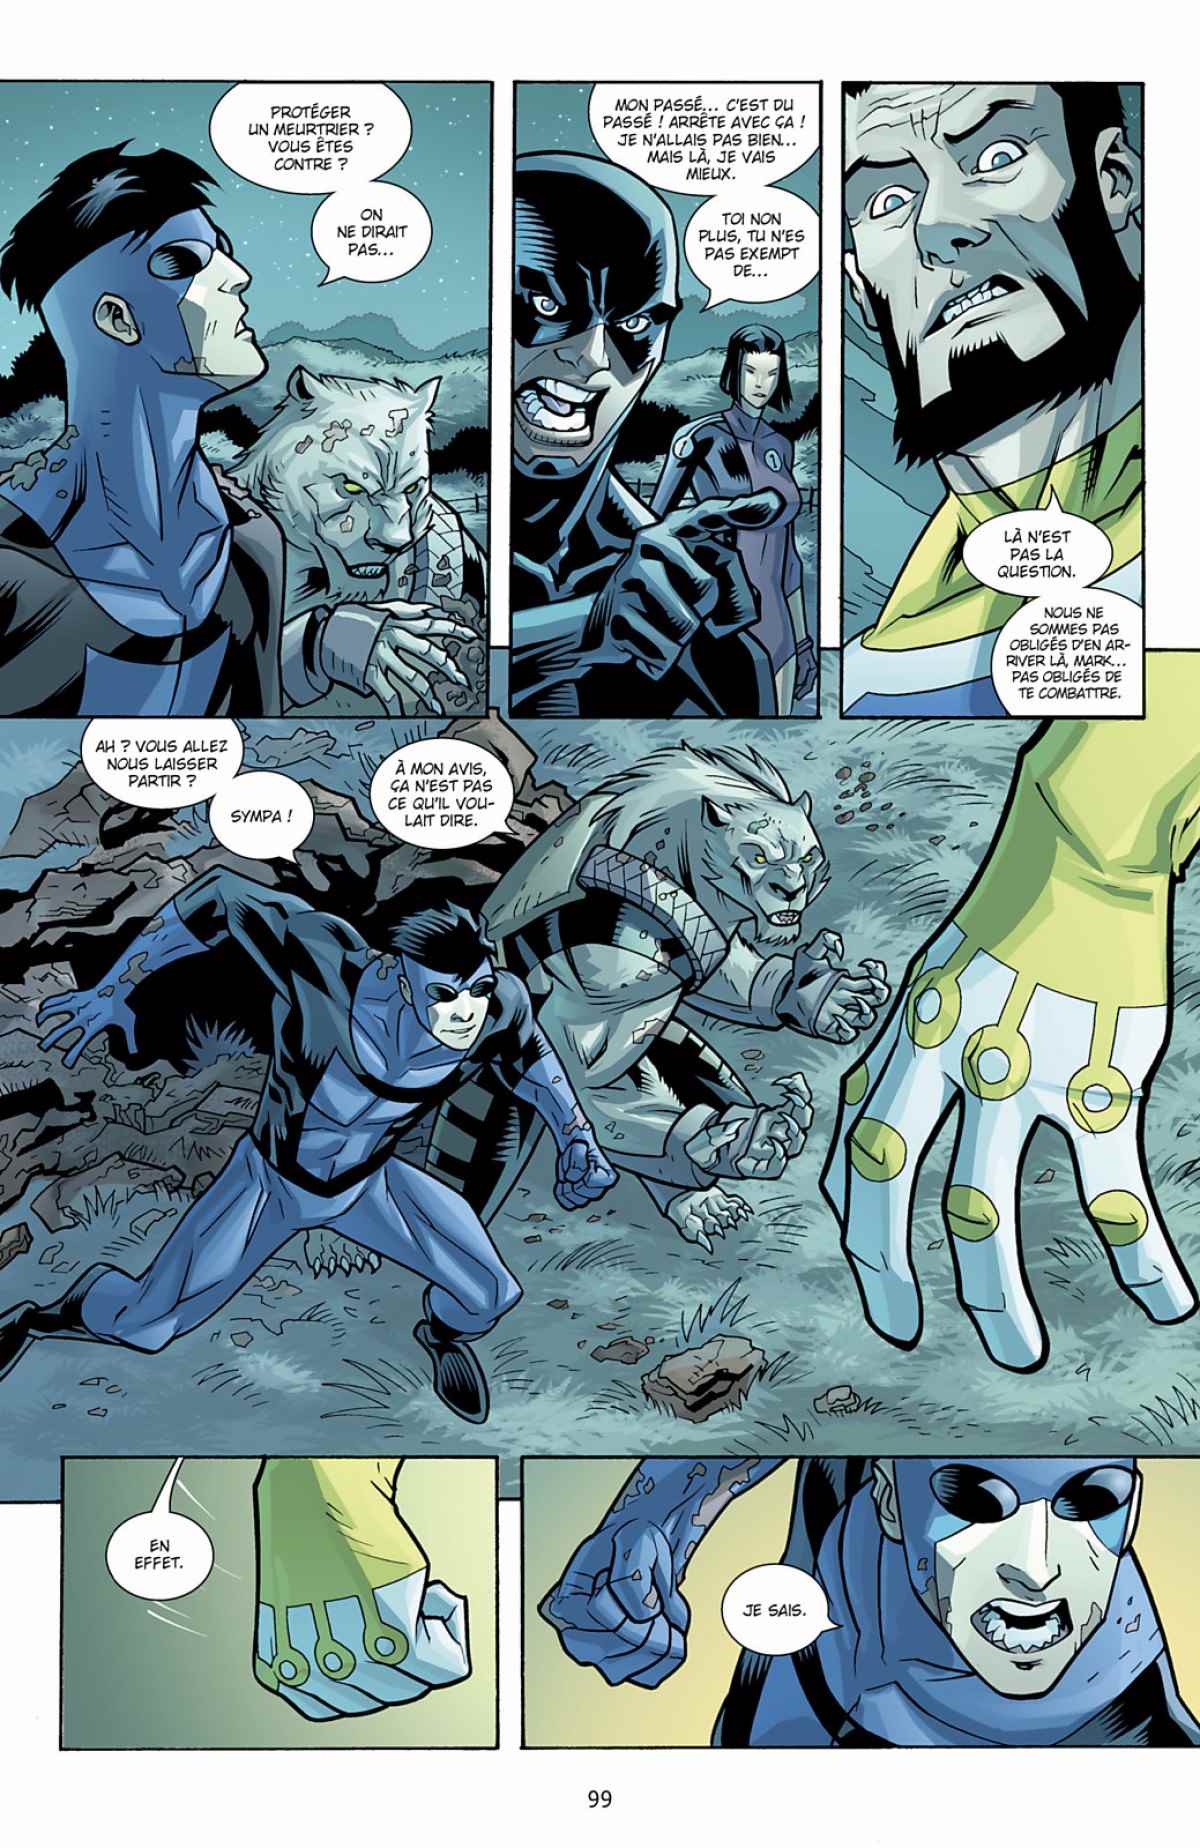 PROTÉGER
UN MEURTRIER ?
VOUS ÊTES
CONTRE ?
ON
NE DIRAIT
PAS...
MON PASSÉ... C'EST DU
PASSÉ ! ARRÊTE AVEC ÇA !
JE N'ALLAIS PAS BIEN...
MAIS LÀ, JE VAIS
MIEUX.
TOI NON
PLUS, TU N'ES
PAS EXEMPT
DE...
LÀ N'EST
PAS LA
QUESTION.
NOUS NE
SOMMES PAS
OBLIGÉS D'EN AR-
RIVER LÀ, MARK...
PAS OBLIGÉS DE
TE COMBATTRE.
AH ? VOUS ALLEZ
NOUS LAISSER
PARTIR ?
SYMPA !
À MON AVIS,
ÇA N'EST PAS
CE QU'IL VOU-
LAIT DIRE.
EN
EFFET.
JE SAIS.
99